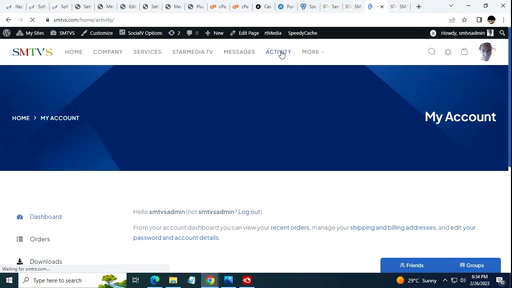 smtvs.com/home/activity/
My Sites SMTVS Customize SocialV Options 2 0 New Edit Page rtMedia SpeedyCache Howdy, smtvsadmin
SMTVS HOME COMPANY SERVICES STARMEDIA TV MESSAGES ACTIVITY MORE
HOME > MY ACCOUNT
My Account
Dashboard
Orders
Downloads
Hello smtvsadmin (not smtvsadmin? Log out)
From your account dashboard you can view your recent orders, manage your shipping and billing addresses, and edit your
password and account details.
Friends Groups
Waiting for smtvs.com...
Type here to search
29°C Sunny
6:34 PM
2/26/2023